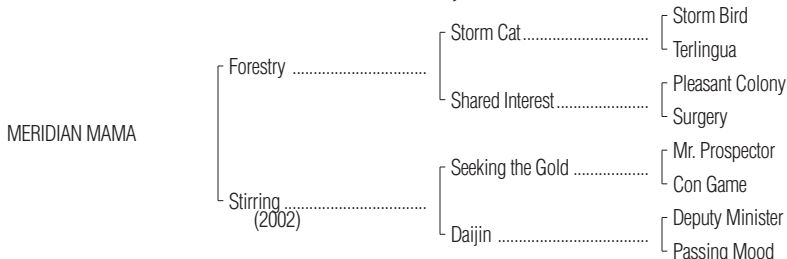 Storm Bird
Storm Cat..............................
Terlingua
Forestry ................................
Pleasant Colony
Shared Interest......................
Surgery
MERIDIAN MAMA
Mr. Prospector
Seeking the Gold ..................
Con Game
Stirring ..................................
(2002)
Deputy Minister
Daijin ....................................
Passing Mood